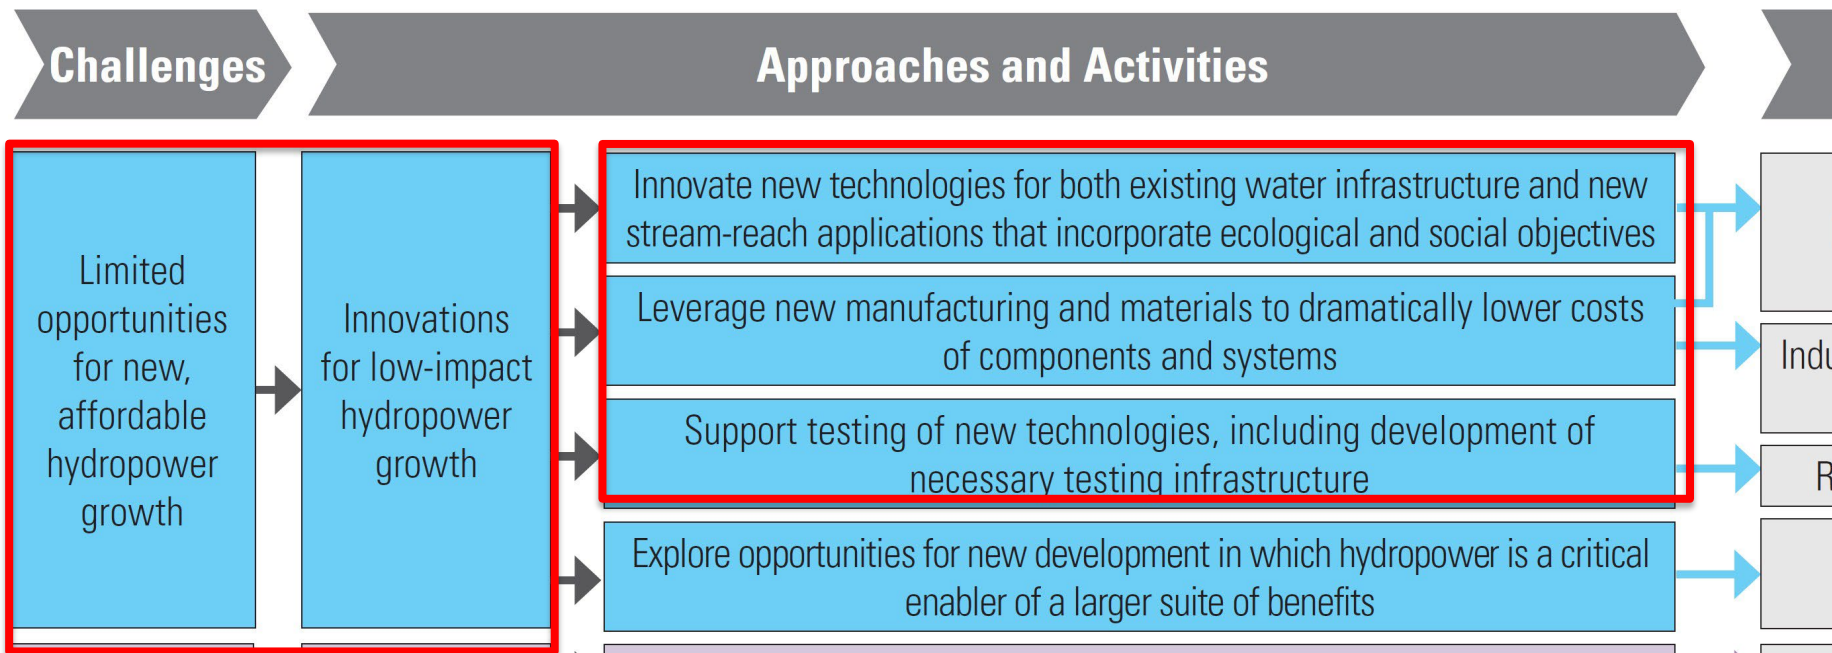 Challenges
Approaches and Activities
Limited
opportunities
for new,
affordable
hydropower
growth
Innovations
for low-impact
hydropower
growth
Innovate new technologies for both existing water infrastructure and new
stream-reach applications that incorporate ecological and social objectives
Leverage new manufacturing and materials to dramatically lower costs
of components and systems
Support testing of new technologies, including development of
necessary testing infrastructure
Explore opportunities for new development in which hydropower is a critical
enabler of a larger suite of benefits